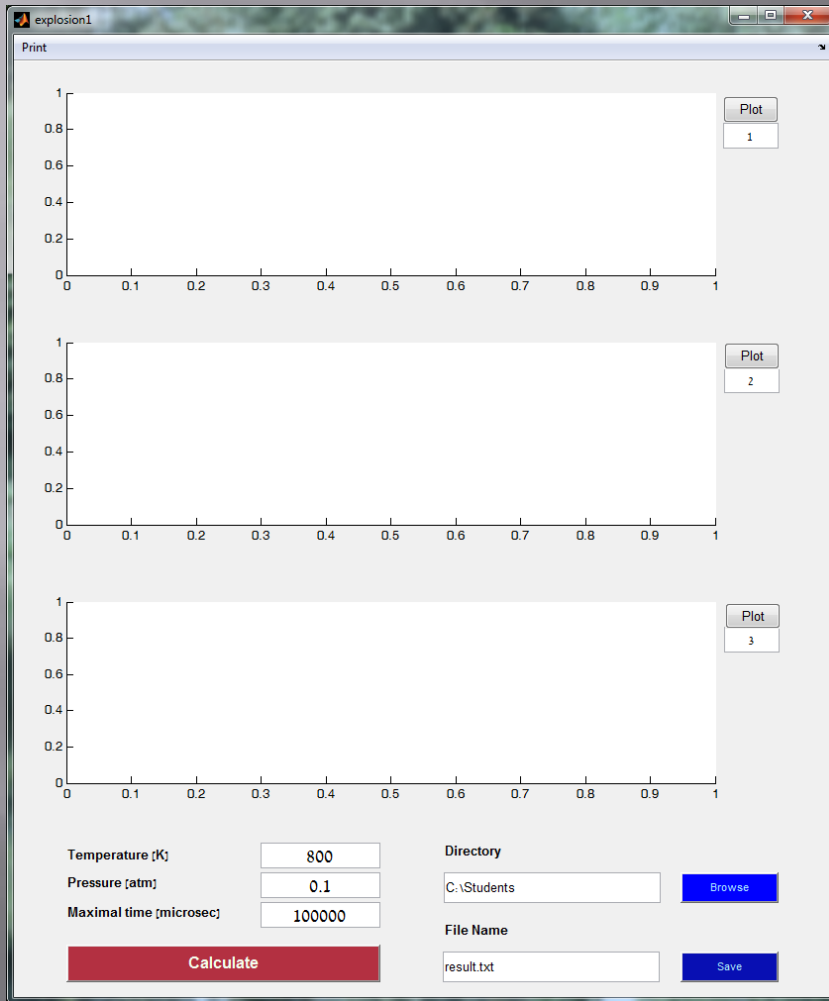 explosion1
Print
1
0.8
0.6
0.4
0.2
0
0 0.1 0.2 0.3 0.4 0.5 0.6 0.7 0.8 0.9 1
Plot
1
1
0.8
0.6
0.4
0.2
0
0 0.1 0.2 0.3 0.4 0.5 0.6 0.7 0.8 0.9 1
Plot
2
1
0.8
0.6
0.4
0.2
0
0 0.1 0.2 0.3 0.4 0.5 0.6 0.7 0.8 0.9 1
Plot
3
Temperature [K] 800
Pressure [atm] 0.1
Maximal time [microsec] 100000
Calculate
Directory
C:\Students Browse
File Name
result.txt Save